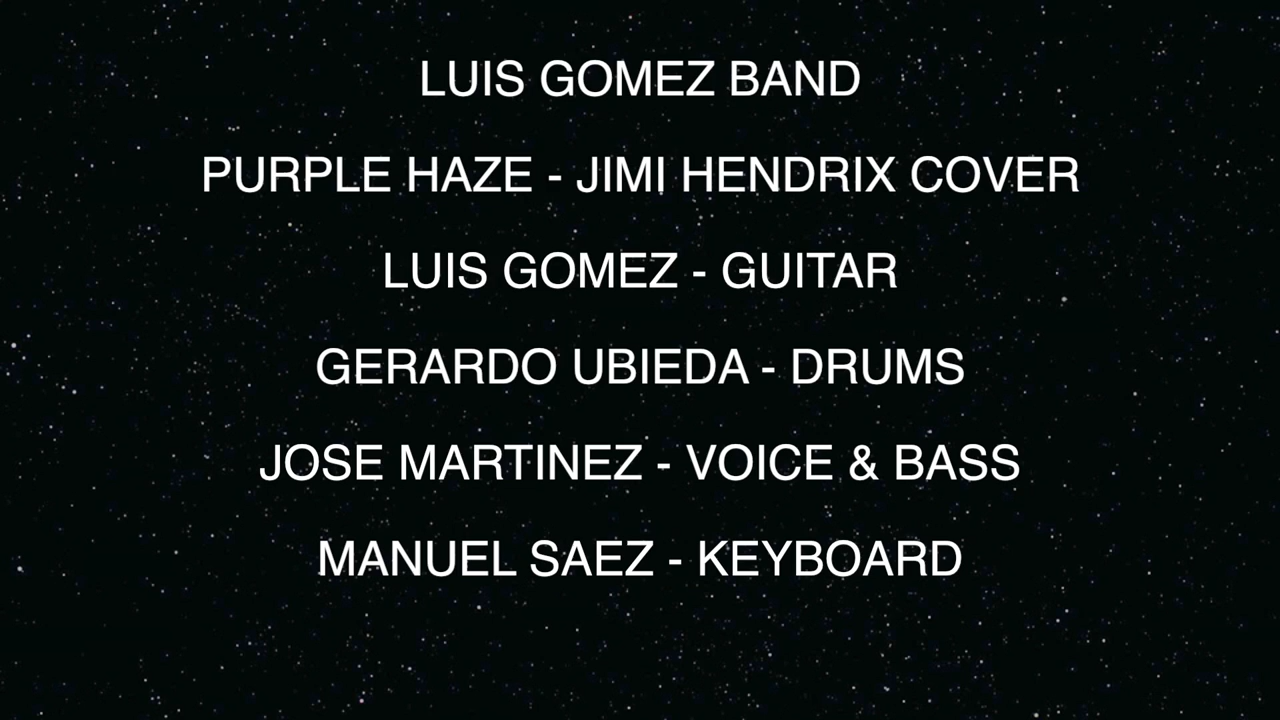 LUIS GOMEZ BAND
PURPLE HAZE - JIMI HENDRIX COVER
LUIS GOMEZ - GUITAR
GERARDO UBIEDA - DRUMS
JOSE MARTINEZ - VOICE & BASS
MANUEL SAEZ - KEYBOARD